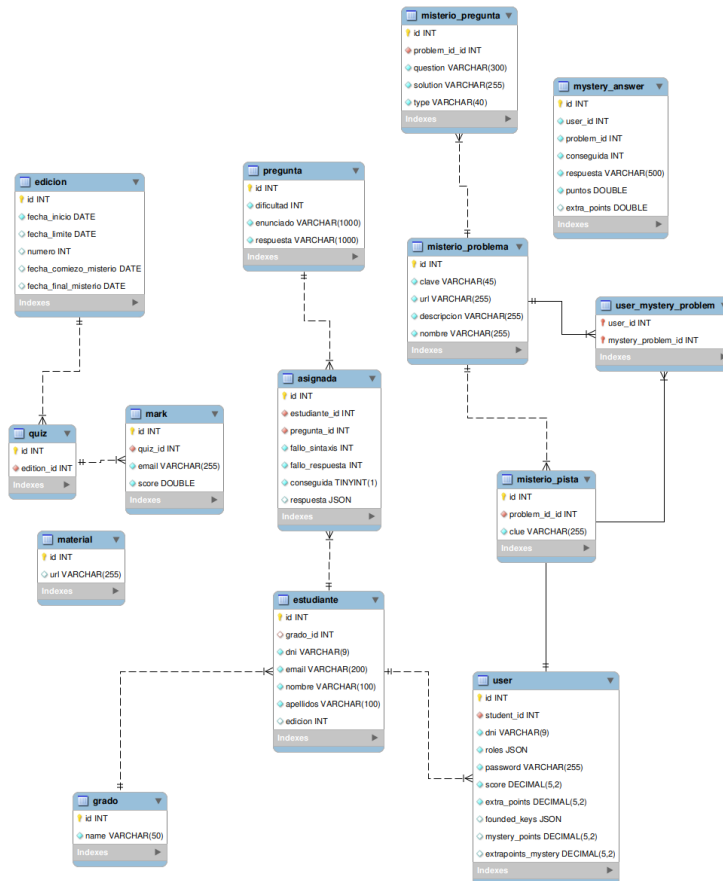 misterio_pregunta
id INT
problem_id_id INT
question VARCHAR(300)
solution VARCHAR(255)
type VARCHAR(40)
Indexes
mystery_answer
id INT
user_id INT
problem_id INT
conseguida INT
respuesta VARCHAR(500)
puntos DOUBLE
extra_points DOUBLE
Indexes
edicion
id INT
fecha_inicio DATE
fecha_limite DATE
numero INT
fecha_comiezo_misterio DATE
fecha_final_misterio DATE
Indexes
pregunta
id INT
dificultad INT
enunciado VARCHAR(1000)
respuesta VARCHAR(1000)
Indexes
misterio_problema
id INT
clave VARCHAR(45)
url VARCHAR(255)
descripcion VARCHAR(255)
nombre VARCHAR(255)
Indexes
user_mystery_problem
user_id INT
mystery_problem_id INT
Indexes
asignada
id INT
estudiante_id INT
pregunta_id INT
fallo_sintaxis INT
fallo_respuesta INT
conseguida TINYINT(1)
respuesta JSON
Indexes
quiz
id INT
edition_id INT
Indexes
mark
id INT
quiz_id INT
email VARCHAR(255)
score DOUBLE
Indexes
misterio_pista
id INT
problem_id_id INT
clue VARCHAR(255)
Indexes
material
id INT
url VARCHAR(255)
Indexes
estudiante
id INT
grado_id INT
dni VARCHAR(9)
email VARCHAR(200)
nombre VARCHAR(100)
apellidos VARCHAR(100)
edicion INT
Indexes
user
id INT
student_id INT
dni VARCHAR(9)
roles JSON
password VARCHAR(255)
score DECIMAL(5,2)
extra_points DECIMAL(5,2)
founded_keys JSON
mystery_points DECIMAL(5,2)
extrapoints_mystery DECIMAL(5,2)
Indexes
grado
id INT
name VARCHAR(50)
Indexes